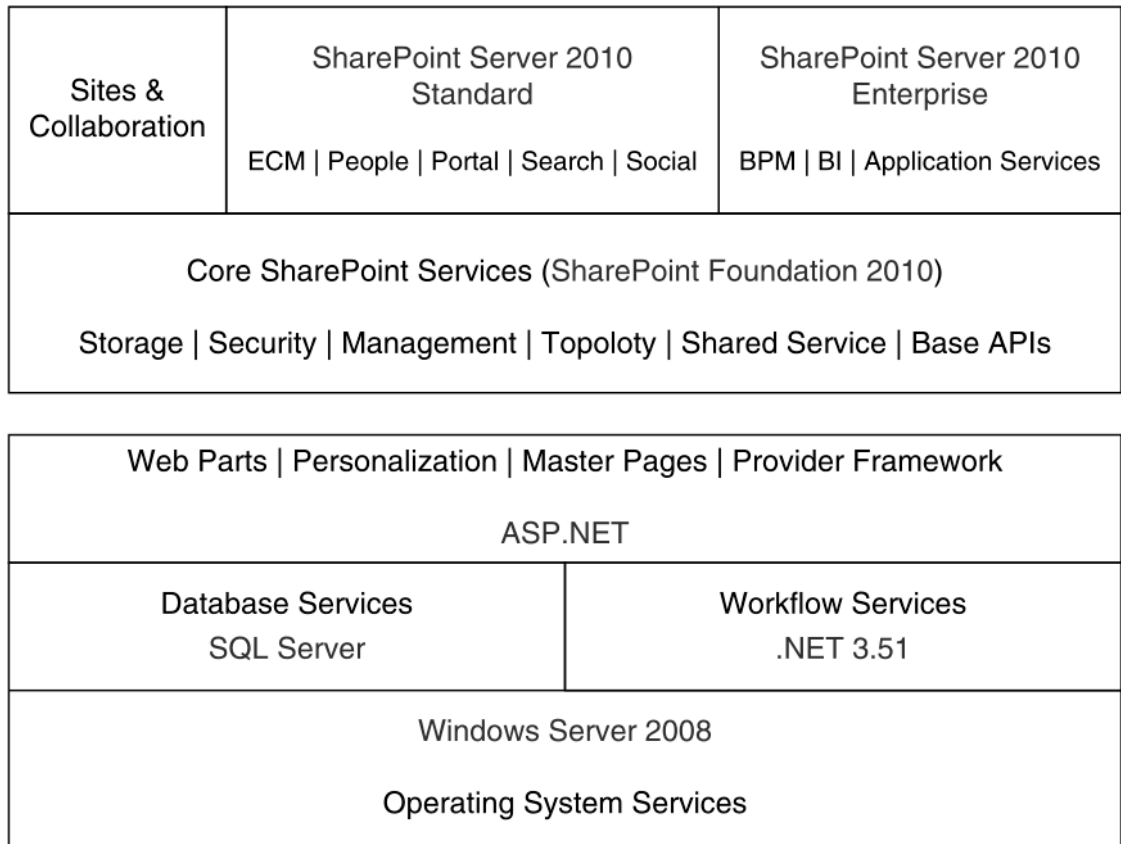 Sites &
Collaboration
SharePoint Server 2010
Standard
ECM | People | Portal | Search | Social
SharePoint Server 2010
Enterprise
BPM | BI | Application Services
Core SharePoint Services (SharePoint Foundation 2010)
Storage | Security | Management | Topoloty | Shared Service | Base APIs
Web Parts | Personalization | Master Pages | Provider Framework
ASP.NET
Database Services
SQL Server
Workflow Services
.NET 3.51
Windows Server 2008
Operating System Services